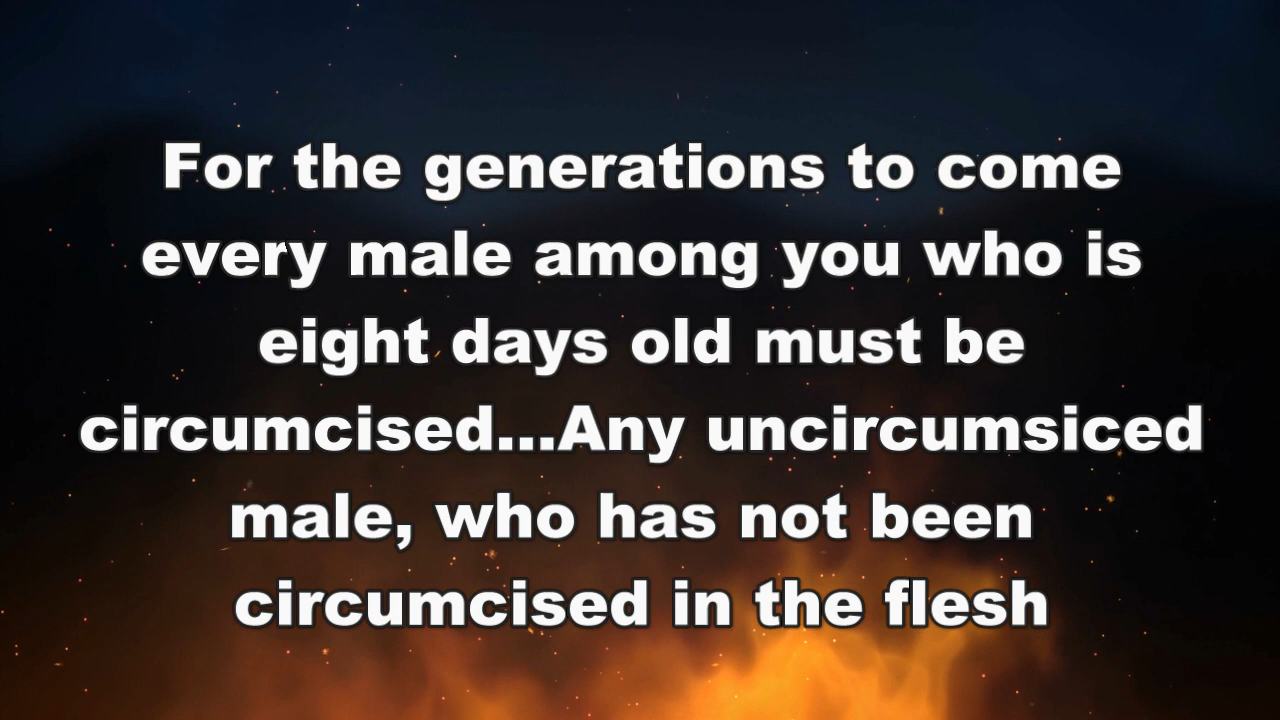 For the generations to come
every male among you who is
eight days old must be
circumcised...Any uncircumsiced
male, who has not been
circumcised in the flesh